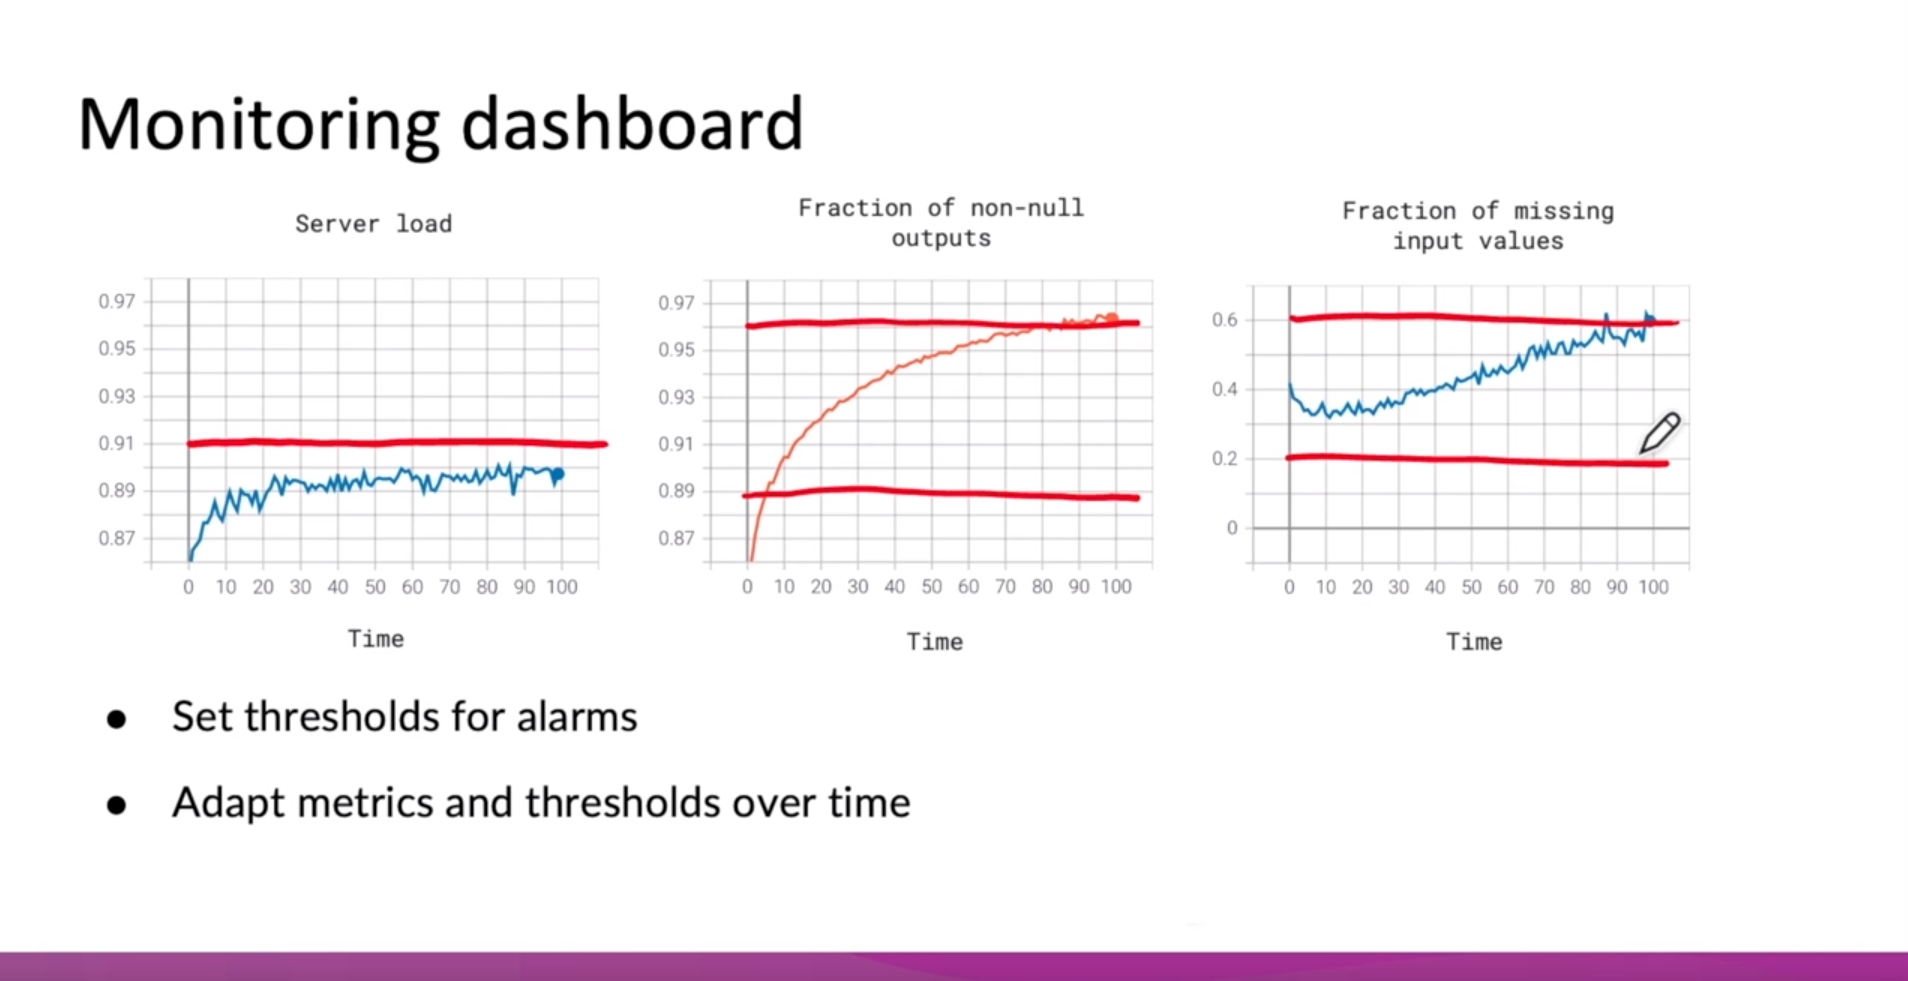 Monitoring dashboard
Server load
0.97
0.95
0.93
0.91
0.89
0.87
0 10 20 30 40 50 60 70 80 90 100
Time
Fraction of non-null
outputs
0.97
0.95
0.93
0.91
0.89
0.87
0 10 20 30 40 50 60 70 80 90 100
Time
Fraction of missing
input values
0.6
0.4
0.2
0
0 10 20 30 40 50 60 70 80 90 100
Time
● Set thresholds for alarms
● Adapt metrics and thresholds over time